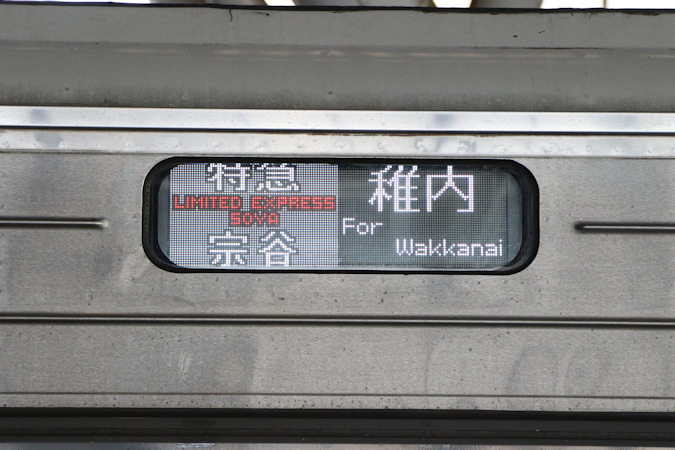 特急
LIMITED EXPRESS
SOYA
宗谷
稚内
For
Wakkanai